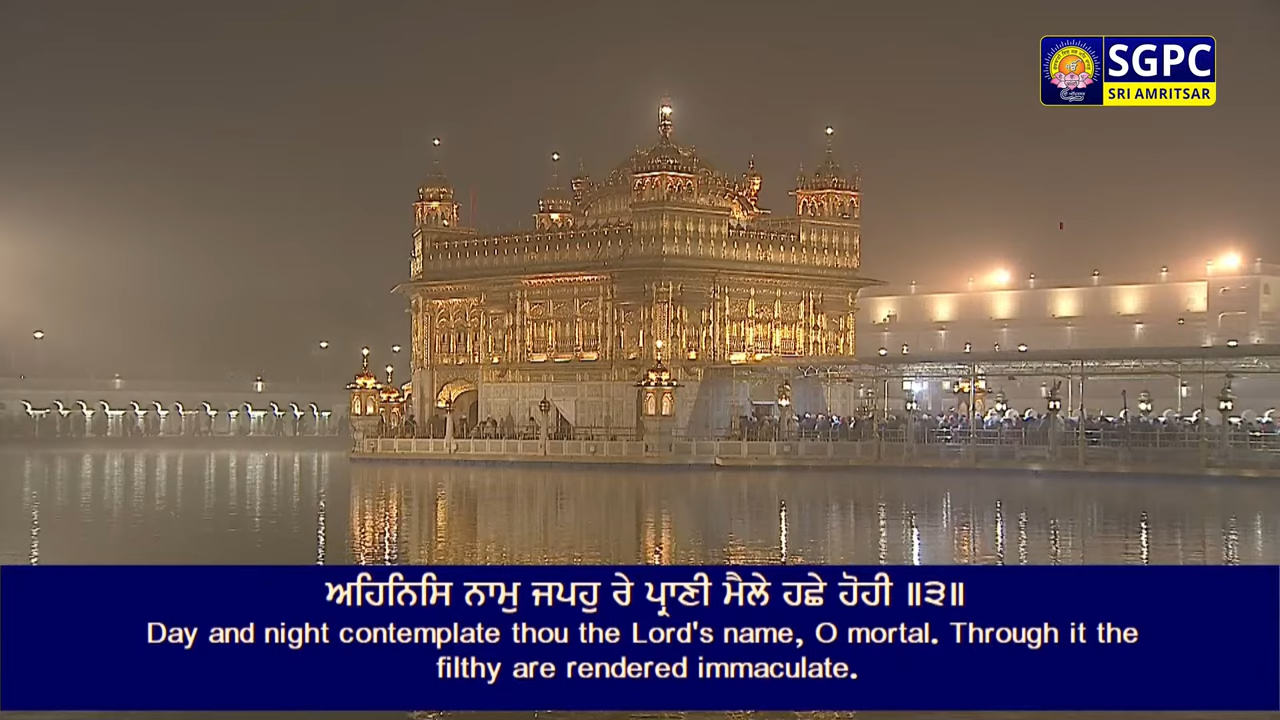 SGPC
SRI AMRITSAR
ਅਹਿਨਿਸਿ ਨਾਮੁ ਜਪਹੁ ਰੇ ਪ੍ਰਾਣੀ ਮੈਲੇ ਹਛੇ ਹੋਹੀ ॥੩॥
Day and night contemplate thou the Lord's name, O mortal. Through it the
filthy are rendered immaculate.